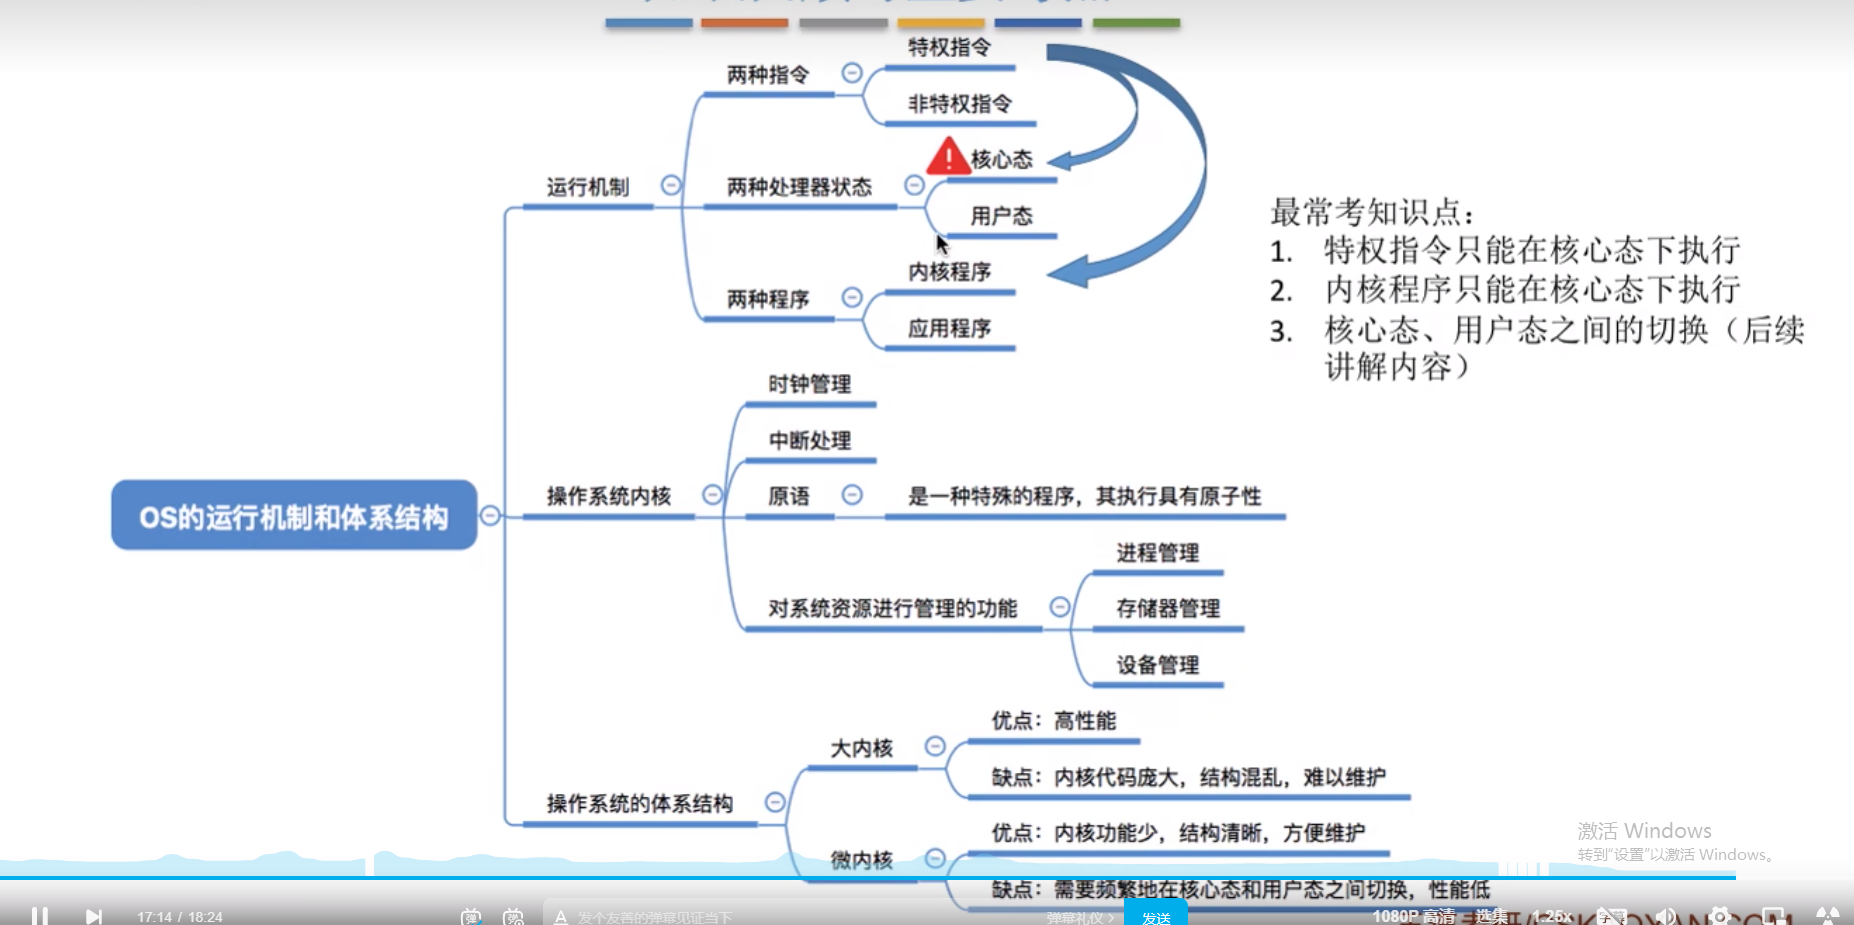 特权指令
两种指令
非特权指令
核心态
运行机制
两种处理器状态
用户态
内核程序
两种程序
应用程序
最常考知识点：
1. 特权指令只能在核心态下执行
2. 内核程序只能在核心态下执行
3. 核心态、用户态之间的切换（后续
讲解内容）
时钟管理
中断处理
操作系统内核
原语
是一种特殊的程序，其执行具有原子性
OS的运行机制和体系结构
进程管理
对系统资源进行管理的功能
存储器管理
设备管理
优点：高性能
大内核
缺点：内核代码庞大，结构混乱，难以维护
操作系统的体系结构
优点：内核功能少，结构清晰，方便维护
微内核
缺点：需要频繁地在核心态和用户态之间切换，性能低
激活 Windows
转到“设置”以激活 Windows。
17:14 / 18:24
弹
A 发个友善的弹幕见证当下
弹幕礼仪 >
发送
1080P 高清
选集
1.25x